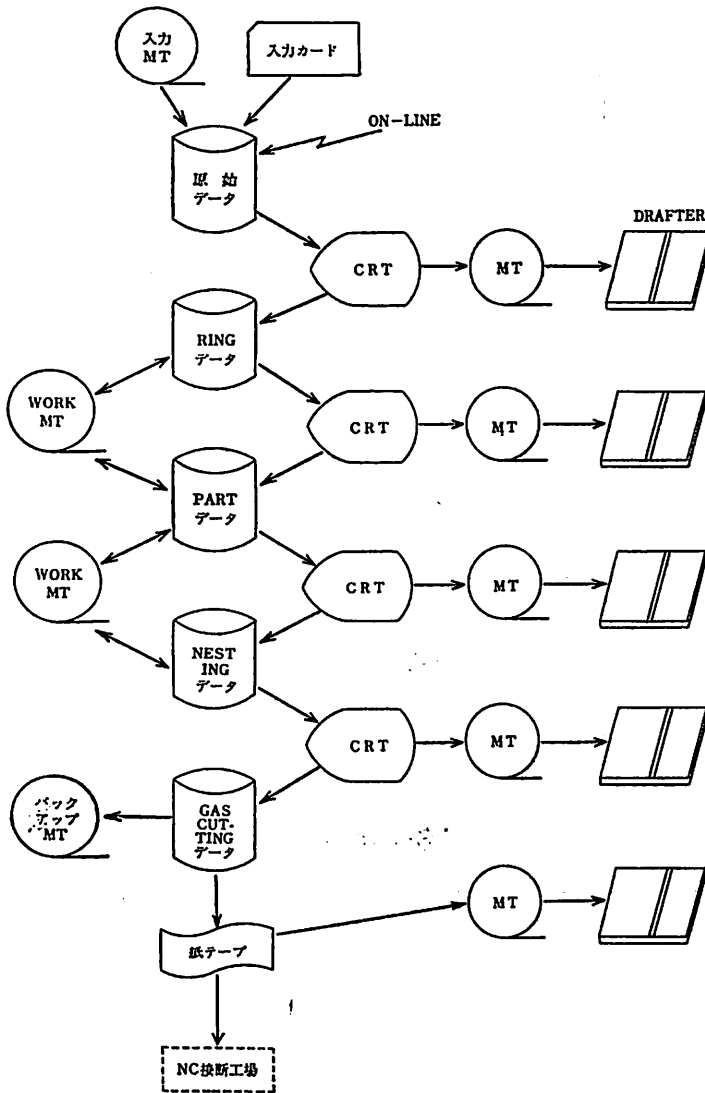 入力
MT
入力カード
ON-LINE
原始
データ
DRAFTER
CRT
MT
RING
データ
WORK
MT
CRT
MT
PART
データ
WORK
MT
CRT
MT
NEST
ING
データ
CRT
MT
バック
アップ
MT
GAS
CUT-
TING
データ
MT
紙テープ
NC接断工場